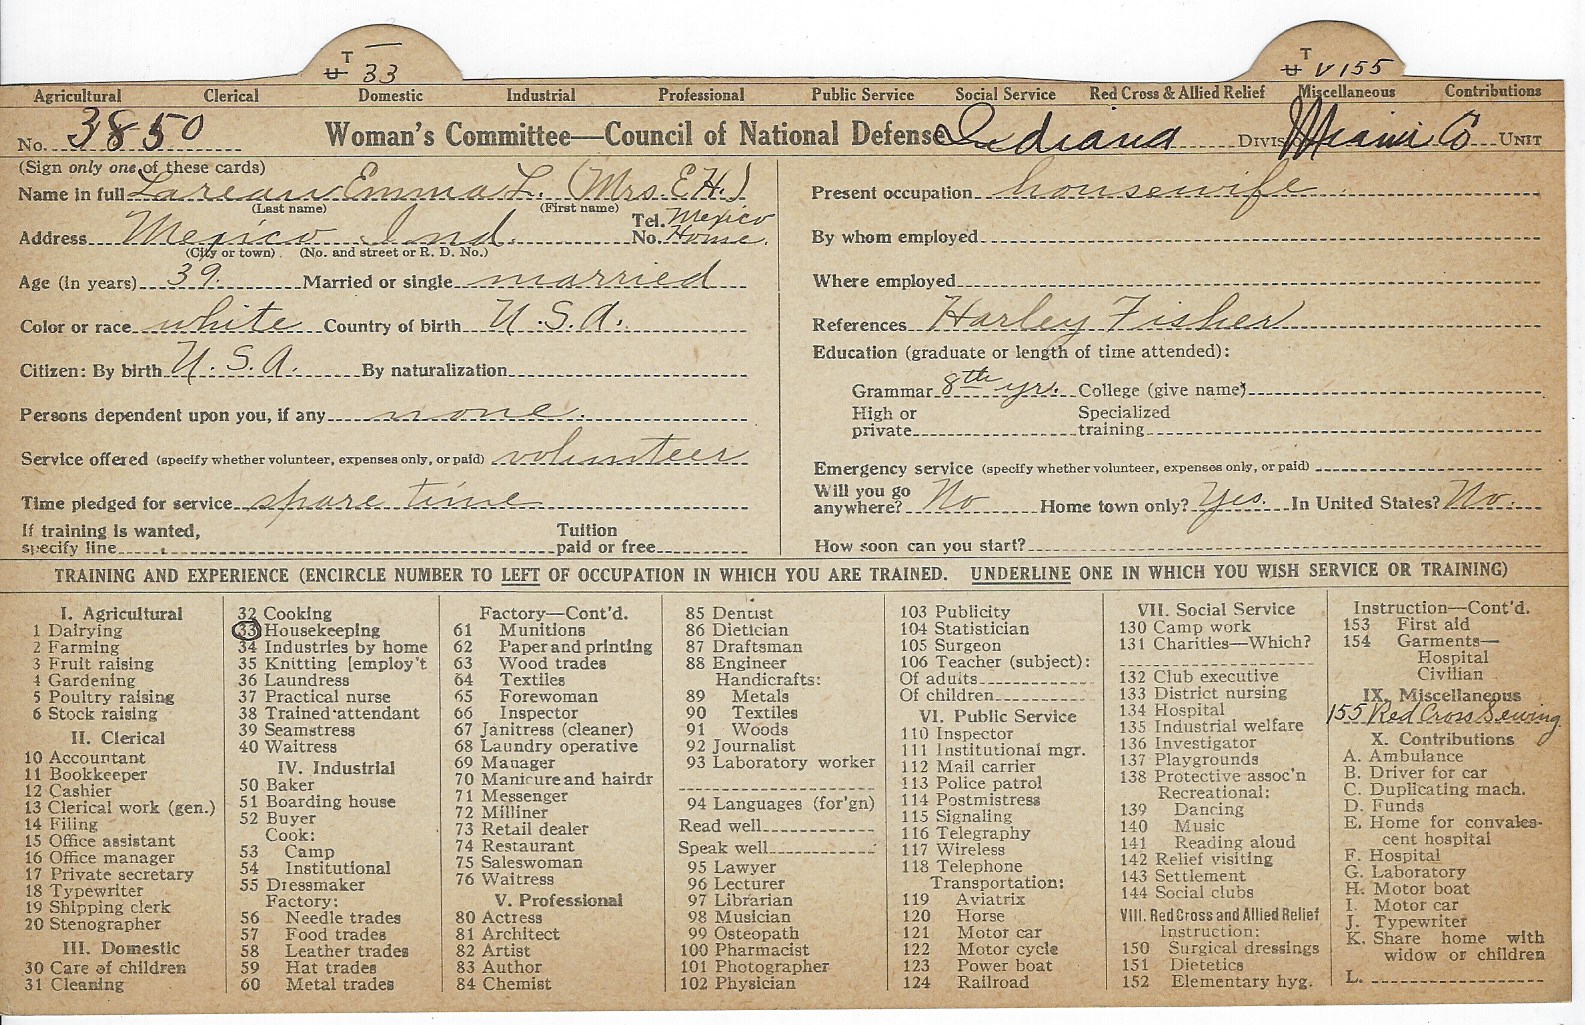 T T
U 33 U V 155
Agricultural Clerical Domestic Industrial Professional Public Service Social Service Red Cross & Allied Relief Miscellaneous Contributions
No. 3850 Woman's Committee—Council of National Defense Indiana Division Miami Co UNIT
(Sign only one of these cards)
Name in full Lareau Emma L. (Mrs. E H.)
(Last name) (First name)
Address Mexico Ind. Tel. No. Mexico Home.
(City or town) (No. and street or R. D. No.)
Age (in years) 39. Married or single married
Color or race white Country of birth U.S.A.
Citizen: By birth U.S.A. By naturalization
Persons dependent upon you, if any none.
Service offered (specify whether volunteer, expenses only, or paid) volunteer
Time pledged for service spare time
If training is wanted, Tuition
specify line paid or free
Present occupation housewife
By whom employed
Where employed
References Harley Fisher
Education (graduate or length of time attended):
Grammar 8th yr. College (give name)
High or Specialized
private training
Emergency service (specify whether volunteer, expenses only, or paid)
Will you go
anywhere? No Home town only? Yes. In United States? No.
How soon can you start?
TRAINING AND EXPERIENCE (ENCIRCLE NUMBER TO LEFT OF OCCUPATION IN WHICH YOU ARE TRAINED. UNDERLINE ONE IN WHICH YOU WISH SERVICE OR TRAINING)
I. Agricultural
1 Dairying
2 Farming
3 Fruit raising
4 Gardening
5 Poultry raising
6 Stock raising
II. Clerical
10 Accountant
11 Bookkeeper
12 Cashier
13 Clerical work (gen.)
14 Filing
15 Office assistant
16 Office manager
17 Private secretary
18 Typewriter
19 Shipping clerk
20 Stenographer
III. Domestic
30 Care of children
31 Cleaning
32 Cooking
33 Housekeeping
34 Industries by home
35 Knitting [employ't
36 Laundress
37 Practical nurse
38 Trained attendant
39 Seamstress
40 Waitress
IV. Industrial
50 Baker
51 Boarding house
52 Buyer
Cook:
53 Camp
54 Institutional
55 Dressmaker
Factory:
56 Needle trades
57 Food trades
58 Leather trades
59 Hat trades
60 Metal trades
Factory—Cont'd.
61 Munitions
62 Paper and printing
63 Wood trades
64 Textiles
65 Forewoman
66 Inspector
67 Janitress (cleaner)
68 Laundry operative
69 Manager
70 Manicure and hairdr
71 Messenger
72 Milliner
73 Retail dealer
74 Restaurant
75 Saleswoman
76 Waitress
V. Professional
80 Actress
81 Architect
82 Artist
83 Author
84 Chemist
85 Dentist
86 Dietician
87 Draftsman
88 Engineer
Handicrafts:
89 Metals
90 Textiles
91 Woods
92 Journalist
93 Laboratory worker
94 Languages (for'gn)
Read well
Speak well
95 Lawyer
96 Lecturer
97 Librarian
98 Musician
99 Osteopath
100 Pharmacist
101 Photographer
102 Physician
103 Publicity
104 Statistician
105 Surgeon
106 Teacher (subject):
Of adults
Of children
VI. Public Service
110 Inspector
111 Institutional mgr.
112 Mail carrier
113 Police patrol
114 Postmistress
115 Signaling
116 Telegraphy
117 Wireless
118 Telephone
Transportation:
119 Aviatrix
120 Horse
121 Motor car
122 Motor cycle
123 Power boat
124 Railroad
VII. Social Service
130 Camp work
131 Charities—Which?
132 Club executive
133 District nursing
134 Hospital
135 Industrial welfare
136 Investigator
137 Playgrounds
138 Protective assoc'n
Recreational:
139 Dancing
140 Music
141 Reading aloud
142 Relief visiting
143 Settlement
144 Social clubs
VIII. Red Cross and Allied Relief
Instruction:
150 Surgical dressings
151 Dietetics
152 Elementary hyg.
Instruction—Cont'd.
153 First aid
154 Garments—
Hospital
Civilian
IX. Miscellaneous
155 Red Cross Sewing
X. Contributions
A. Ambulance
B. Driver for car
C. Duplicating mach.
D. Funds
E. Home for convales-
cent hospital
F. Hospital
G. Laboratory
H. Motor boat
I. Motor car
J. Typewriter
K. Share home with
widow or children
L.